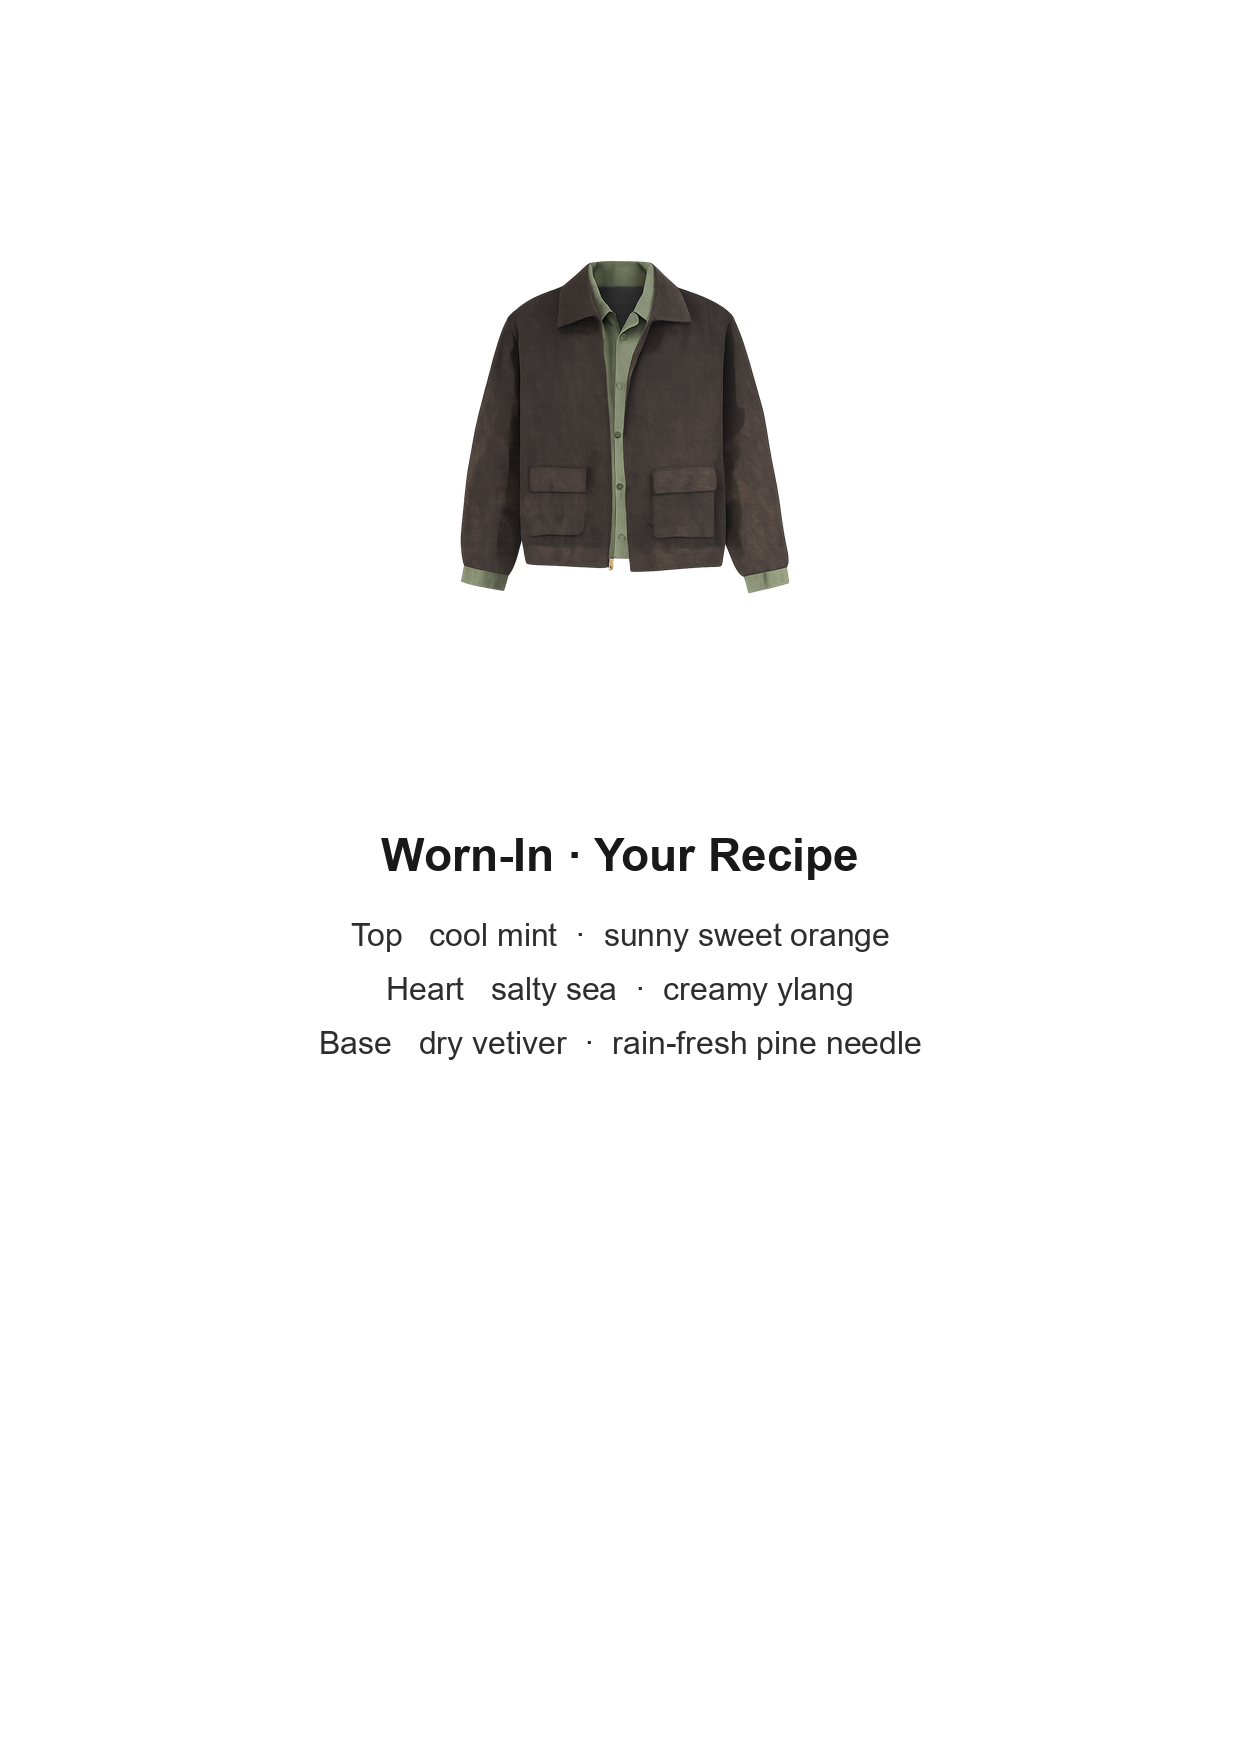 Worn-In · Your Recipe
Top cool mint · sunny sweet orange
Heart salty sea · creamy ylang
Base dry vetiver · rain-fresh pine needle